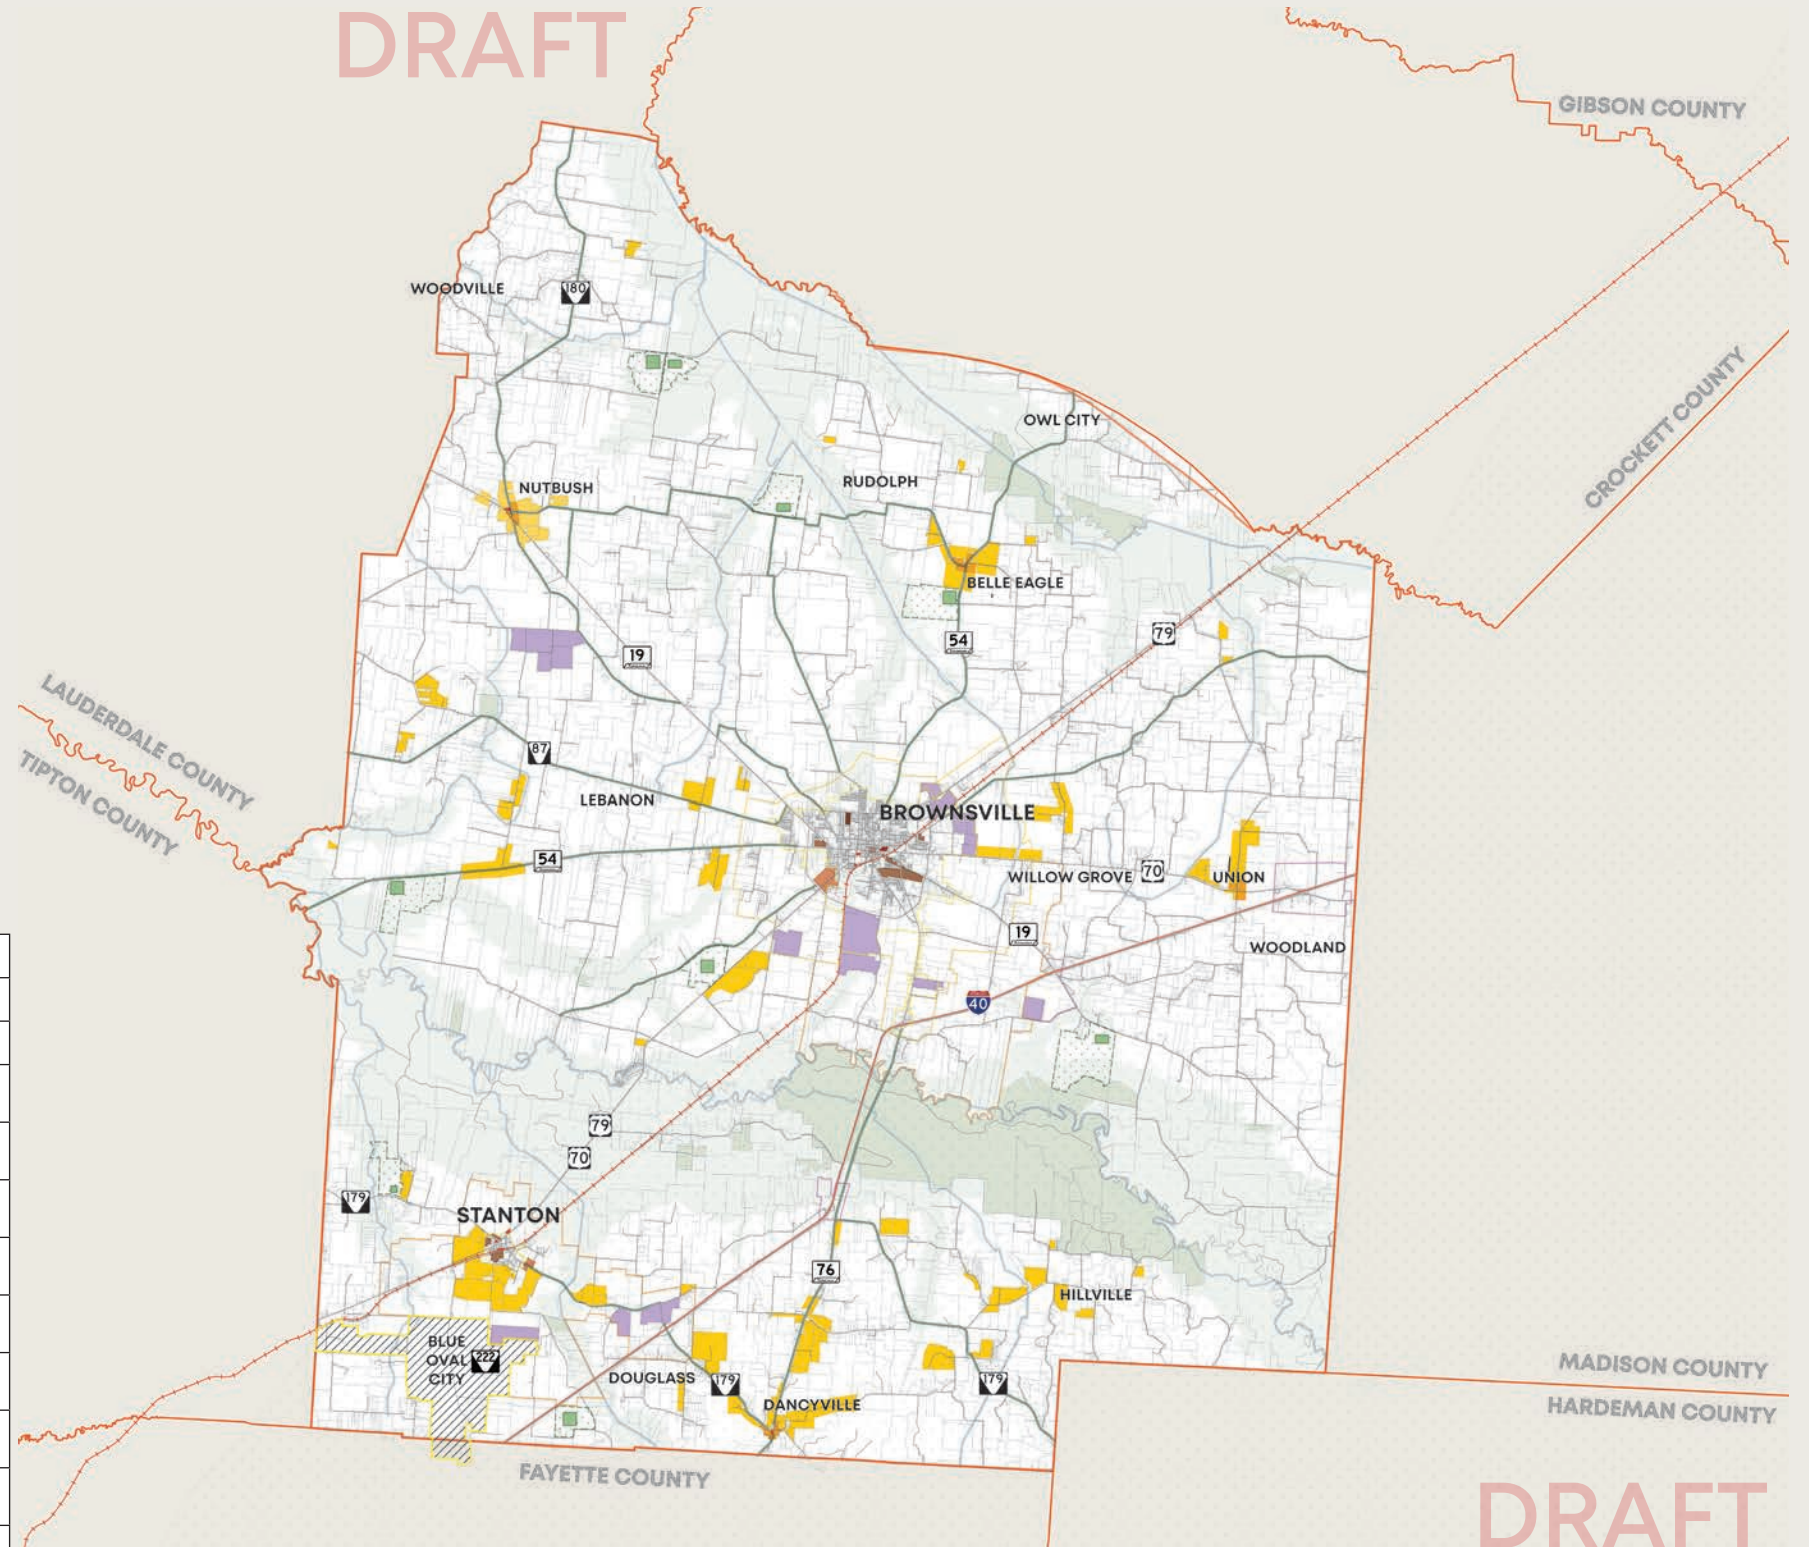 DRAFT
GIBSON COUNTY
WOODVILLE
180
CROCKETT COUNTY
OWL CITY
RUDOLPH
NUTBUSH
BELLE EAGLE
54
79
19
LAUDERDALE COUNTY
TIPTON COUNTY
87
LEBANON
BROWNSVILLE
54
WILLOW GROVE
70
UNION
19
WOODLAND
40
79
70
179
STANTON
76
HILLVILLE
BLUE
OVAL
CITY
222
DOUGLASS
179
179
DANCYVILLE
MADISON COUNTY
HARDEMAN COUNTY
FAYETTE COUNTY
DRAFT